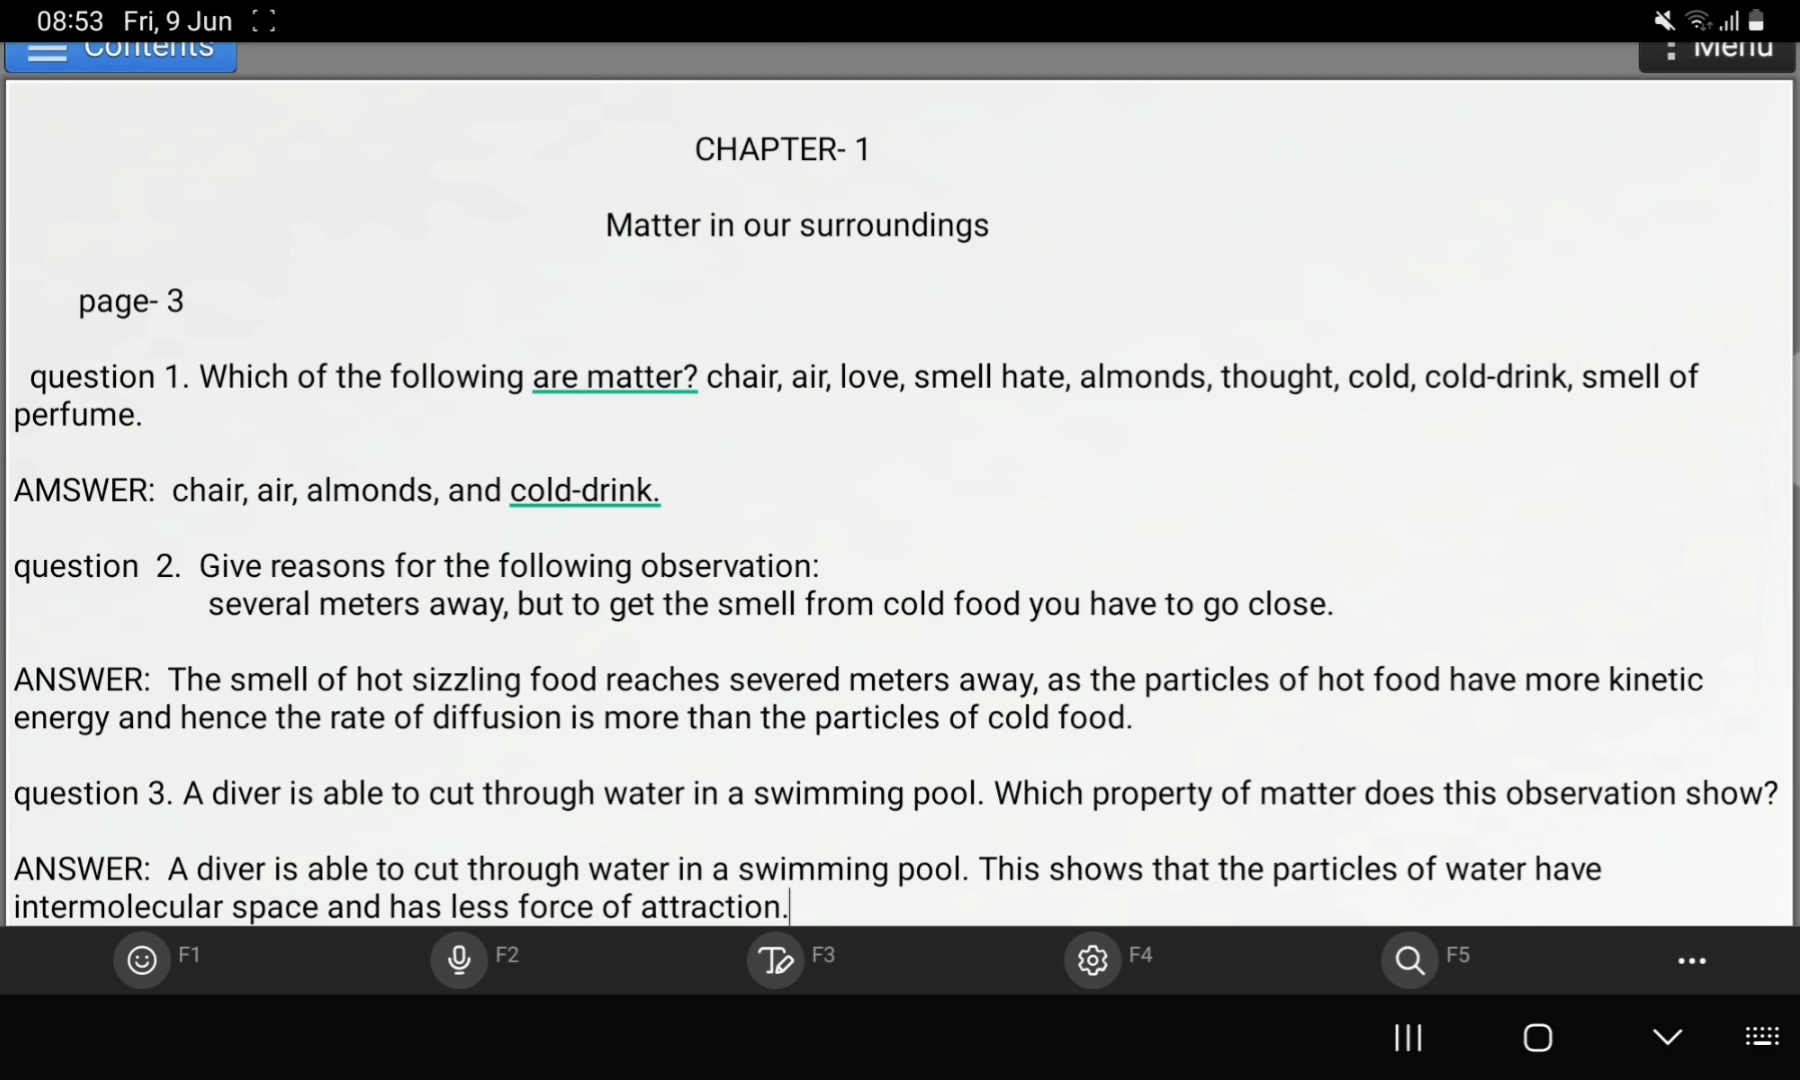 08:53 Fri, 9 Jun
Contents
Menu
CHAPTER- 1
Matter in our surroundings
page- 3
question 1. Which of the following are matter? chair, air, love, smell hate, almonds, thought, cold, cold-drink, smell of
perfume.
AMSWER: chair, air, almonds, and cold-drink.
question 2. Give reasons for the following observation:
several meters away, but to get the smell from cold food you have to go close.
ANSWER: The smell of hot sizzling food reaches severed meters away, as the particles of hot food have more kinetic
energy and hence the rate of diffusion is more than the particles of cold food.
question 3. A diver is able to cut through water in a swimming pool. Which property of matter does this observation show?
ANSWER: A diver is able to cut through water in a swimming pool. This shows that the particles of water have
intermolecular space and has less force of attraction.
F1 F2 F3 F4 F5